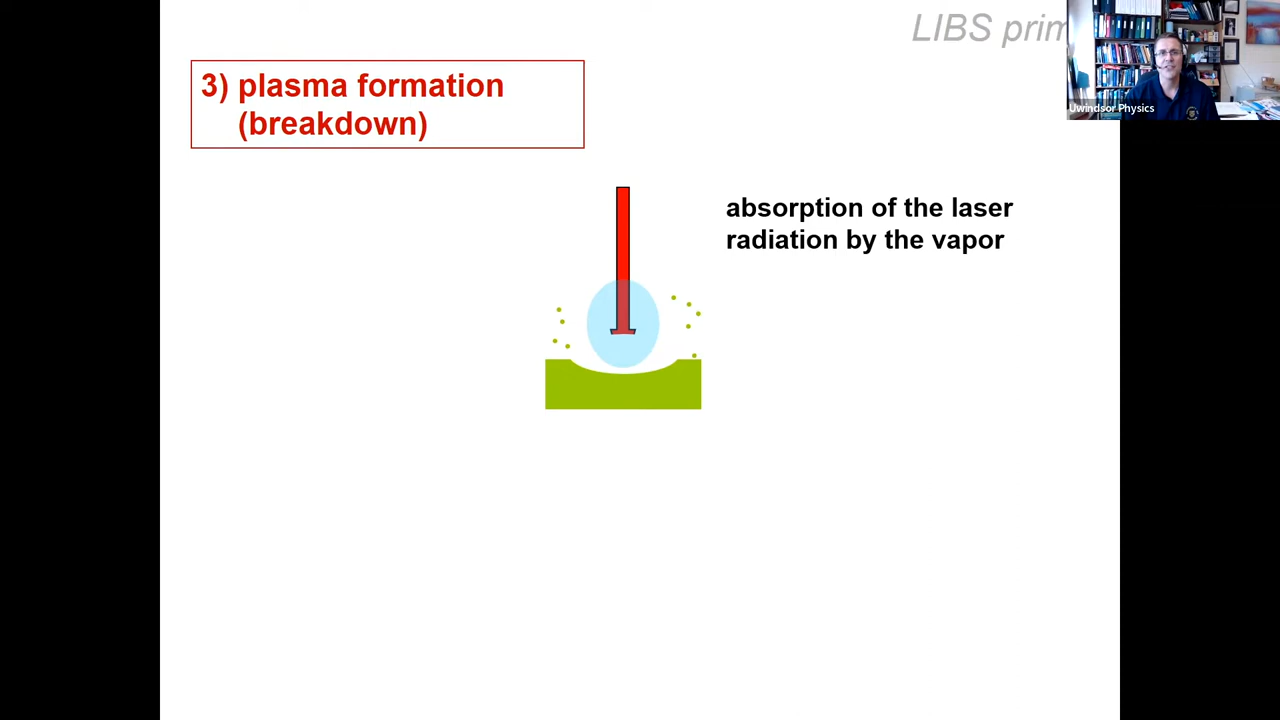 LIBS prim
3) plasma formation
(breakdown)
absorption of the laser
radiation by the vapor
Uwindsor Physics